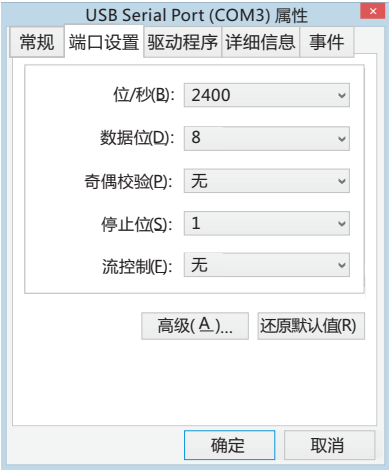 USB Serial Port (COM3) 属性
×
常规 端口设置 驱动程序 详细信息 事件
位/秒(B): 2400
数据位(D): 8
奇偶校验(P): 无
停止位(S): 1
流控制(F): 无
高级(A)... 还原默认值(R)
确定 取消